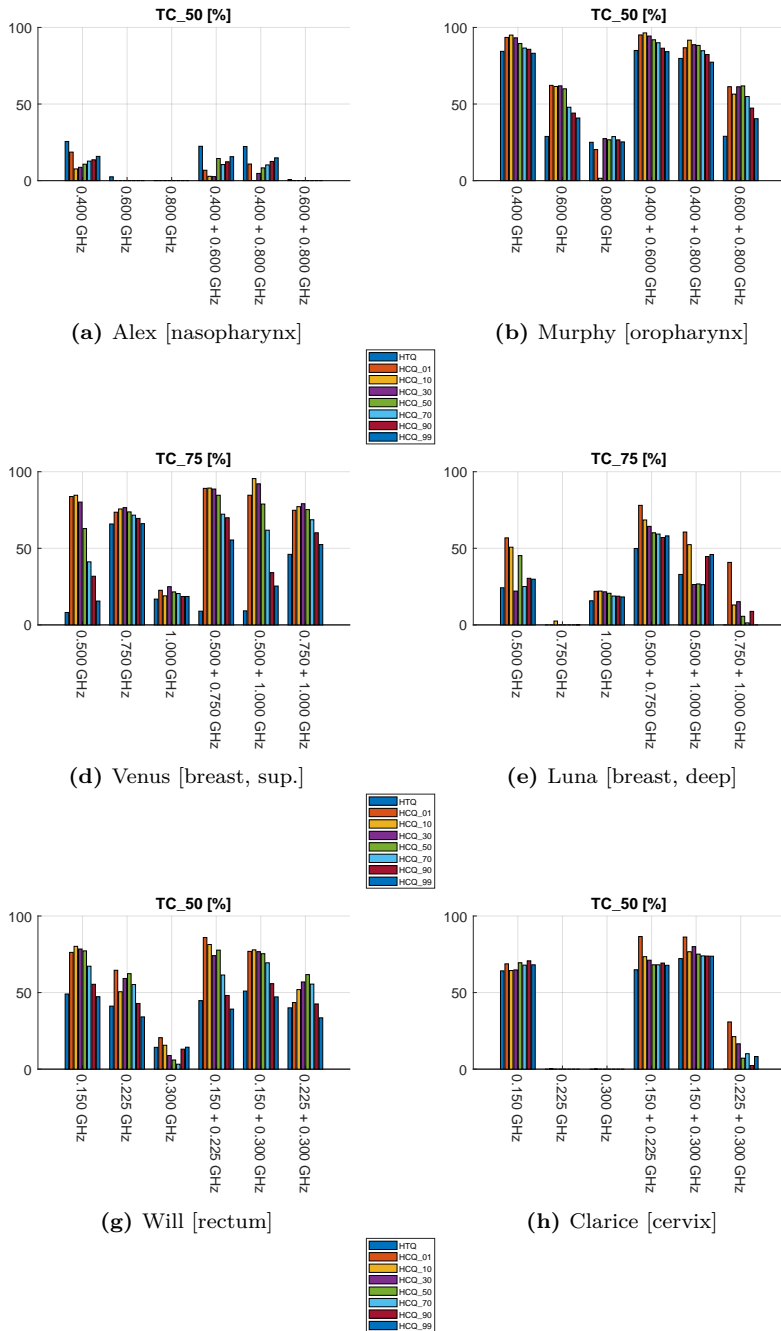 TC_50 [%]
100
50
0
0.400 GHz
0.600 GHz
0.800 GHz
0.400 + 0.600 GHz
0.400 + 0.800 GHz
0.600 + 0.800 GHz
(a) Alex [nasopharynx]
TC_50 [%]
100
50
0
0.400 GHz
0.600 GHz
0.800 GHz
0.400 + 0.600 GHz
0.400 + 0.800 GHz
0.600 + 0.800 GHz
(b) Murphy [oropharynx]
HTQ
HCQ_01
HCQ_10
HCQ_30
HCQ_50
HCQ_70
HCQ_90
HCQ_99
TC_75 [%]
100
50
0
0.500 GHz
0.750 GHz
1.000 GHz
0.500 + 0.750 GHz
0.500 + 1.000 GHz
0.750 + 1.000 GHz
(d) Venus [breast, sup.]
TC_75 [%]
100
50
0
0.500 GHz
0.750 GHz
1.000 GHz
0.500 + 0.750 GHz
0.500 + 1.000 GHz
0.750 + 1.000 GHz
(e) Luna [breast, deep]
HTQ
HCQ_01
HCQ_10
HCQ_30
HCQ_50
HCQ_70
HCQ_90
HCQ_99
TC_50 [%]
100
50
0
0.150 GHz
0.225 GHz
0.300 GHz
0.150 + 0.225 GHz
0.150 + 0.300 GHz
0.225 + 0.300 GHz
(g) Will [rectum]
TC_50 [%]
100
50
0
0.150 GHz
0.225 GHz
0.300 GHz
0.150 + 0.225 GHz
0.150 + 0.300 GHz
0.225 + 0.300 GHz
(h) Clarice [cervix]
HTQ
HCQ_01
HCQ_10
HCQ_30
HCQ_50
HCQ_70
HCQ_90
HCQ_99